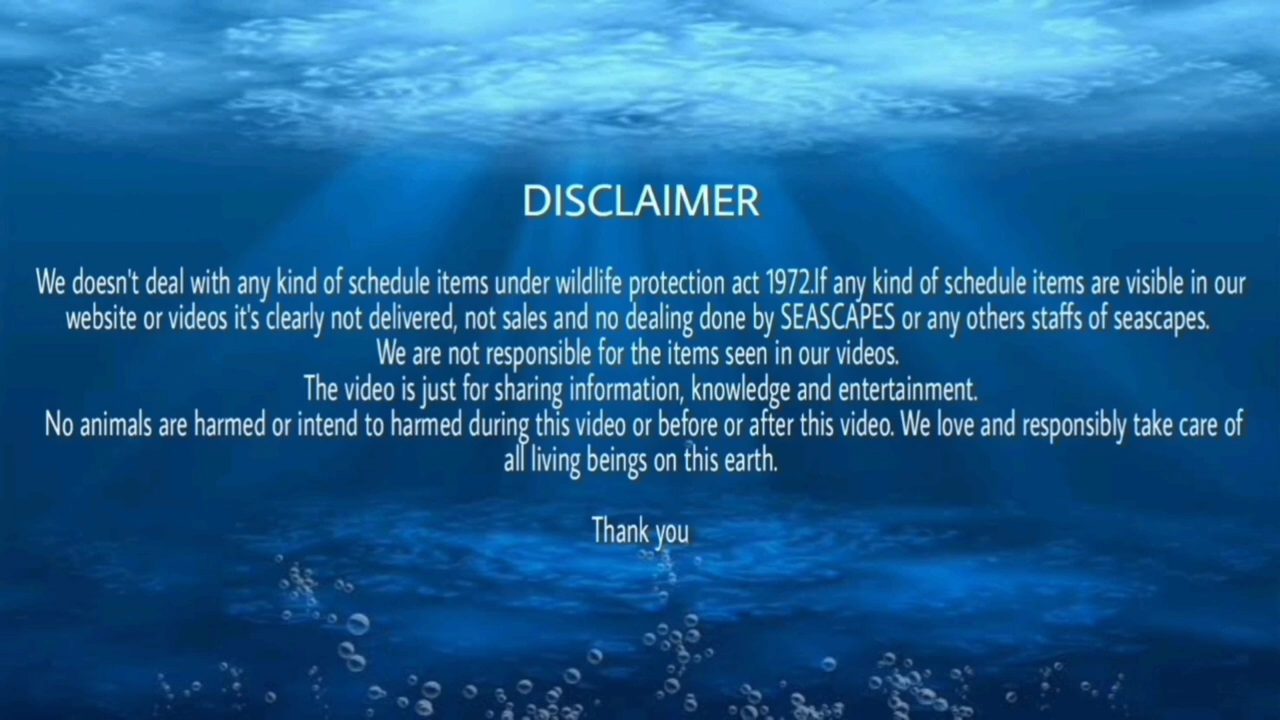 DISCLAIMER
We doesn't deal with any kind of schedule items under wildlife protection act 1972.If any kind of schedule items are visible in our
website or videos it's clearly not delivered, not sales and no dealing done by SEASCAPES or any others staffs of seascapes.
We are not responsible for the items seen in our videos.
The video is just for sharing information, knowledge and entertainment.
No animals are harmed or intend to harmed during this video or before or after this video. We love and responsibly take care of
all living beings on this earth.
Thank you